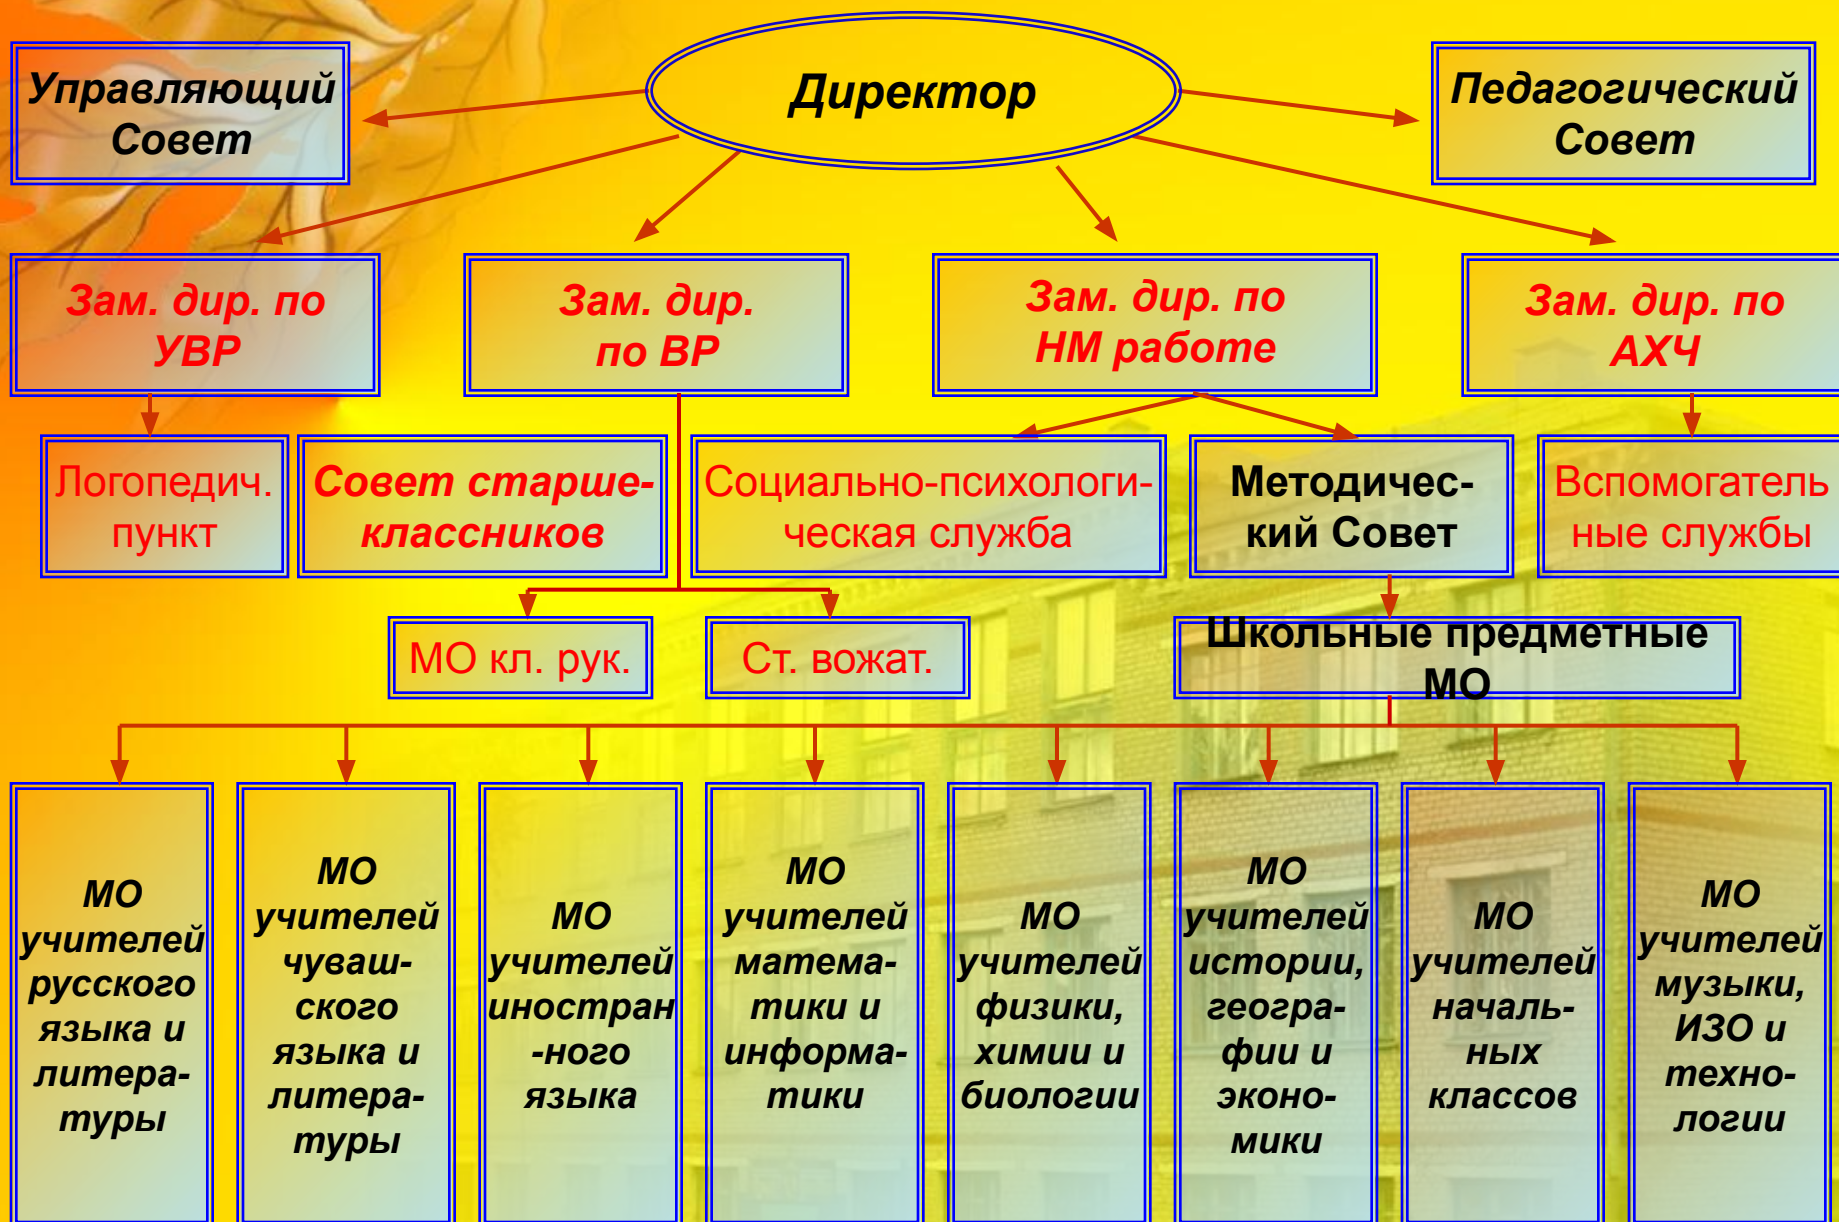 Управляющий
Совет
Директор
Педагогический
Совет
Зам. дир. по
УВР
Зам. дир.
по ВР
Зам. дир. по
НМ работе
Зам. дир. по
АХЧ
Логопедич.
пункт
Совет старше-
классников
Социально-психологи-
ческая служба
Методичес-
кий Совет
Вспомогатель
ные службы
МО кл. рук.
Ст. вожат.
Школьные предметные
МО
МО
учителей
русского
языка и
литера-
туры
МО
учителей
чуваш-
ского
языка и
литера-
туры
МО
учителей
иностран
-ного
языка
МО
учителей
матема-
тики и
информа-
тики
МО
учителей
физики,
химии и
биологии
МО
учителей
истории,
геогра-
фии и
эконо-
мики
МО
учителей
началь-
ных
классов
МО
учителей
музыки,
ИЗО и
техно-
логии